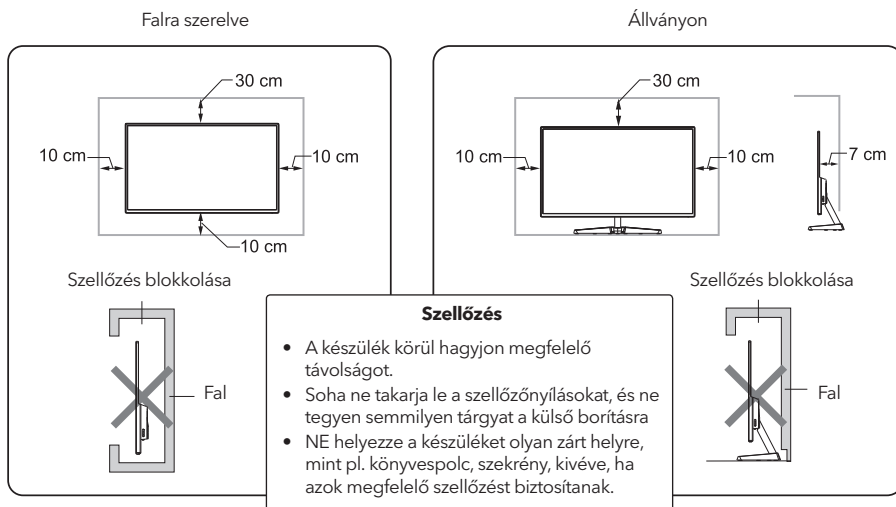 Falra szerelve
30 cm
10 cm
10 cm
10 cm
Szellőzés blokkolása
Fal
Állványon
30 cm
10 cm
10 cm
7 cm
Szellőzés blokkolása
Fal
Szellőzés
• A készülék körül hagyjon megfelelő
távolságot.
• Soha ne takarja le a szellőzőnyílásokat, és ne
tegyen semmilyen tárgyat a külső borításra
• NE helyezze a készüléket olyan zárt helyre,
mint pl. könyvespolc, szekrény, kivéve, ha
azok megfelelő szellőzést biztosítanak.